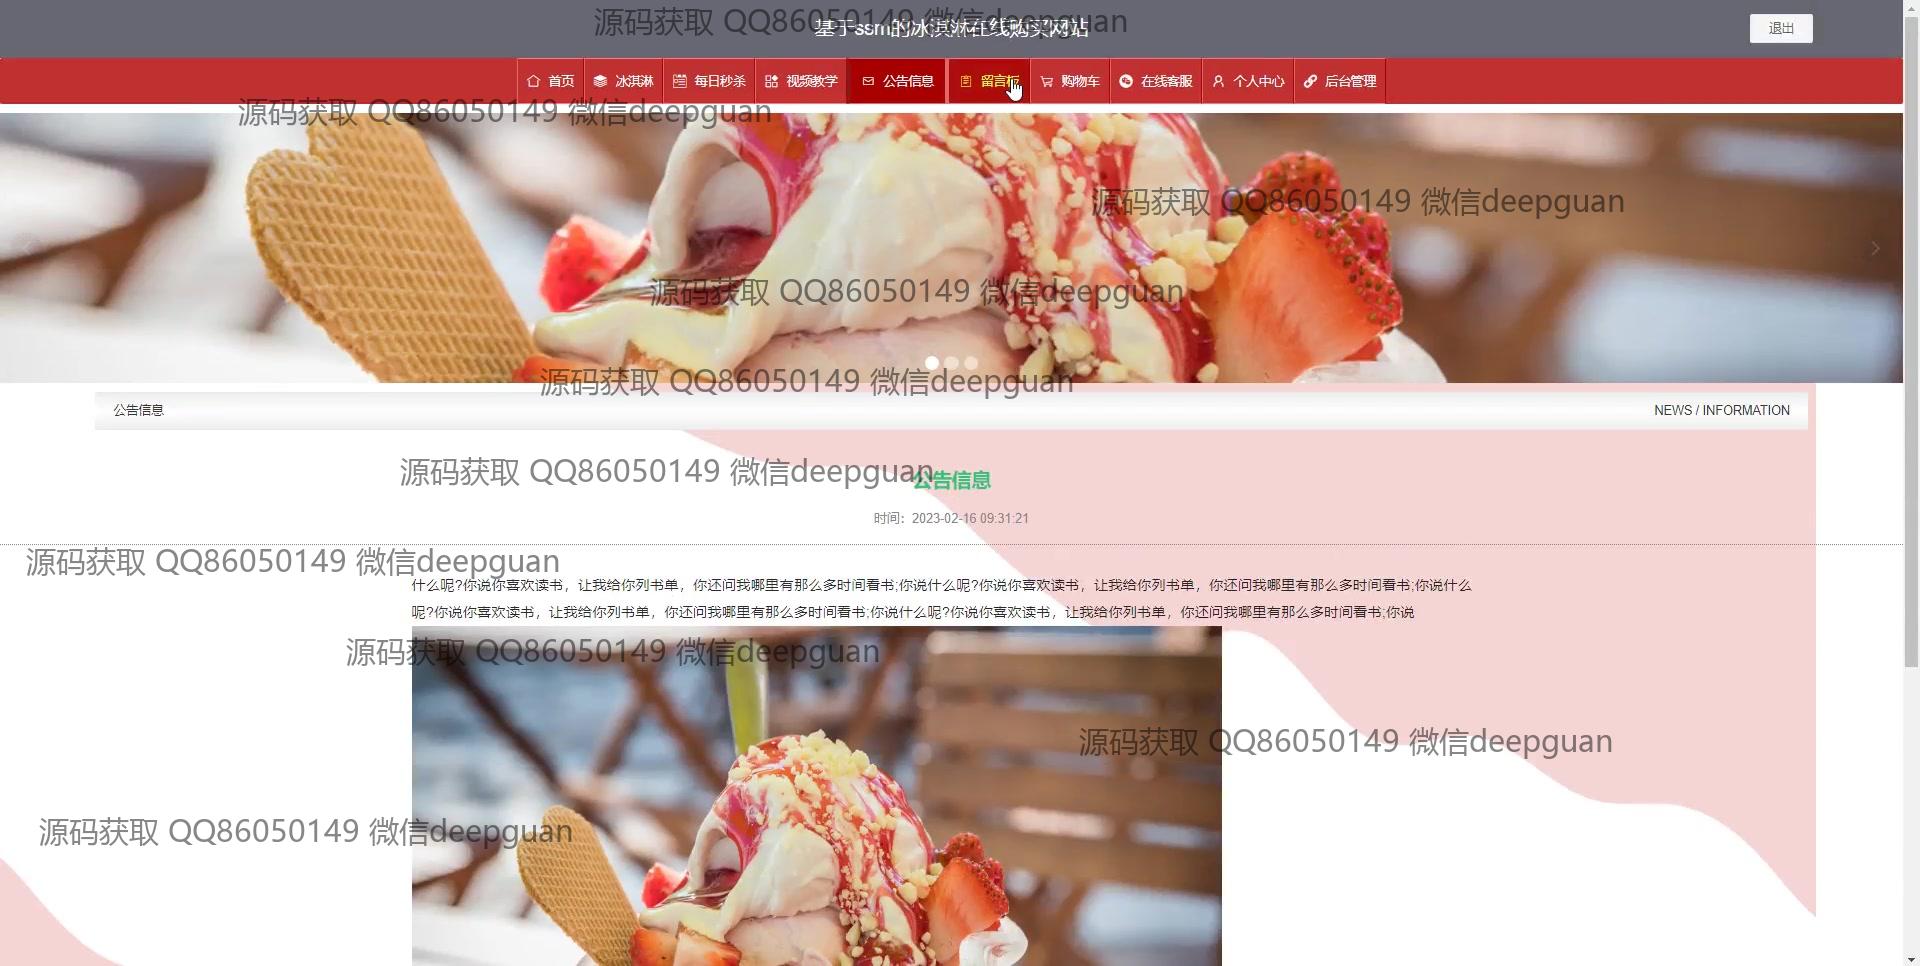 源码获取 QQ86050149 微信deepguan
基于ssm的冰淇淋在线购买网站
退出
首页 冰淇淋 每日秒杀 视频教学 公告信息 留言板 购物车 在线客服 个人中心 后台管理
源码获取 QQ86050149 微信deepguan
源码获取 QQ86050149 微信deepguan
源码获取 QQ86050149 微信deepguan
源码获取 QQ86050149 微信deepguan
公告信息 NEWS / INFORMATION
源码获取 QQ86050149 微信deepguan
公告信息
时间：2023-02-16 09:31:21
源码获取 QQ86050149 微信deepguan
什么呢?你说你喜欢读书，让我给你列书单，你还问我哪里有那么多时间看书;你说什么呢?你说你喜欢读书，让我给你列书单，你还问我哪里有那么多时间看书;你说什么
呢?你说你喜欢读书，让我给你列书单，你还问我哪里有那么多时间看书;你说什么呢?你说你喜欢读书，让我给你列书单，你还问我哪里有那么多时间看书;你说
源码获取 QQ86050149 微信deepguan
源码获取 QQ86050149 微信deepguan
源码获取 QQ86050149 微信deepguan